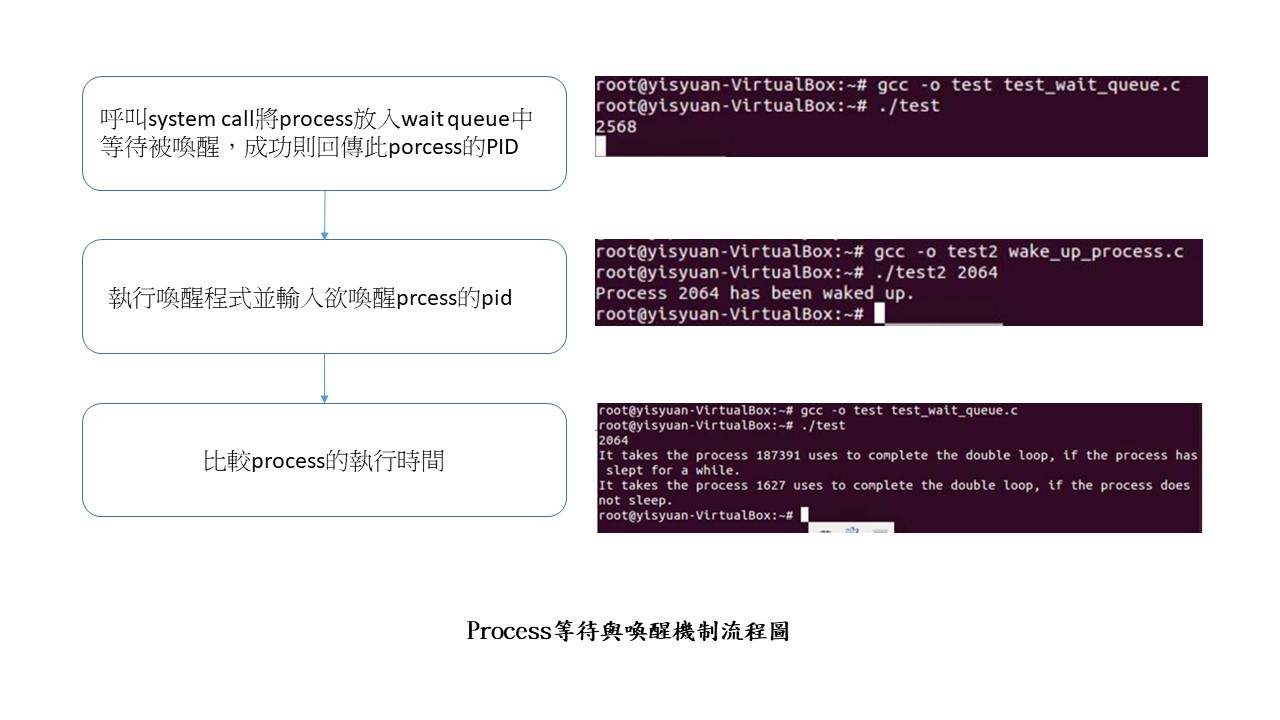 呼叫system call將process放入wait queue中
等待被喚醒，成功則回傳此porcess的PID
root@yisyuan-VirtualBox:~# gcc -o test test_wait_queue.c
root@yisyuan-VirtualBox:~# ./test
2568
執行喚醒程式並輸入欲喚醒prcess的pid
root@yisyuan-VirtualBox:~# gcc -o test2 wake_up_process.c
root@yisyuan-VirtualBox:~# ./test2 2064
Process 2064 has been waked up.
root@yisyuan-VirtualBox:~#
比較process的執行時間
root@yisyuan-VirtualBox:~# gcc -o test test_wait_queue.c
root@yisyuan-VirtualBox:~# ./test
2064
It takes the process 187391 uses to complete the double loop, if the process has
slept for a while.
It takes the process 1627 uses to complete the double loop, if the process does
not sleep.
root@yisyuan-VirtualBox:~#
Process等待與喚醒機制流程圖